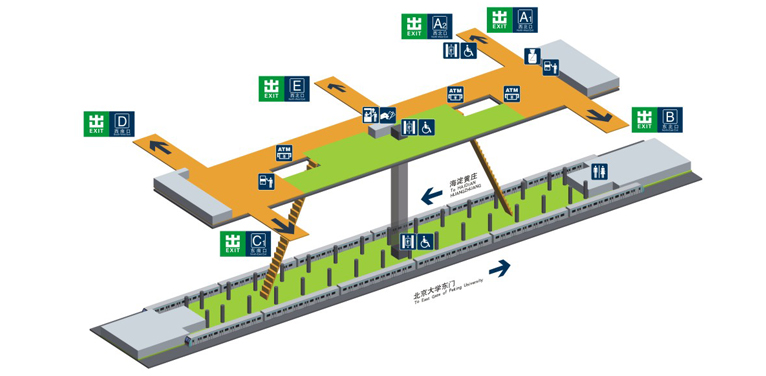 出 EXIT A2 西北口
出 EXIT A1 西北口
出 EXIT E 西北口
出 EXIT D 西南口
出 EXIT B 东北口
出 EXIT C1 东南口
ATM
ATM
ATM
海淀黄庄
To HAIDIAN
HUANGZHUANG
北京大学东门
TO East Gate of Peking University